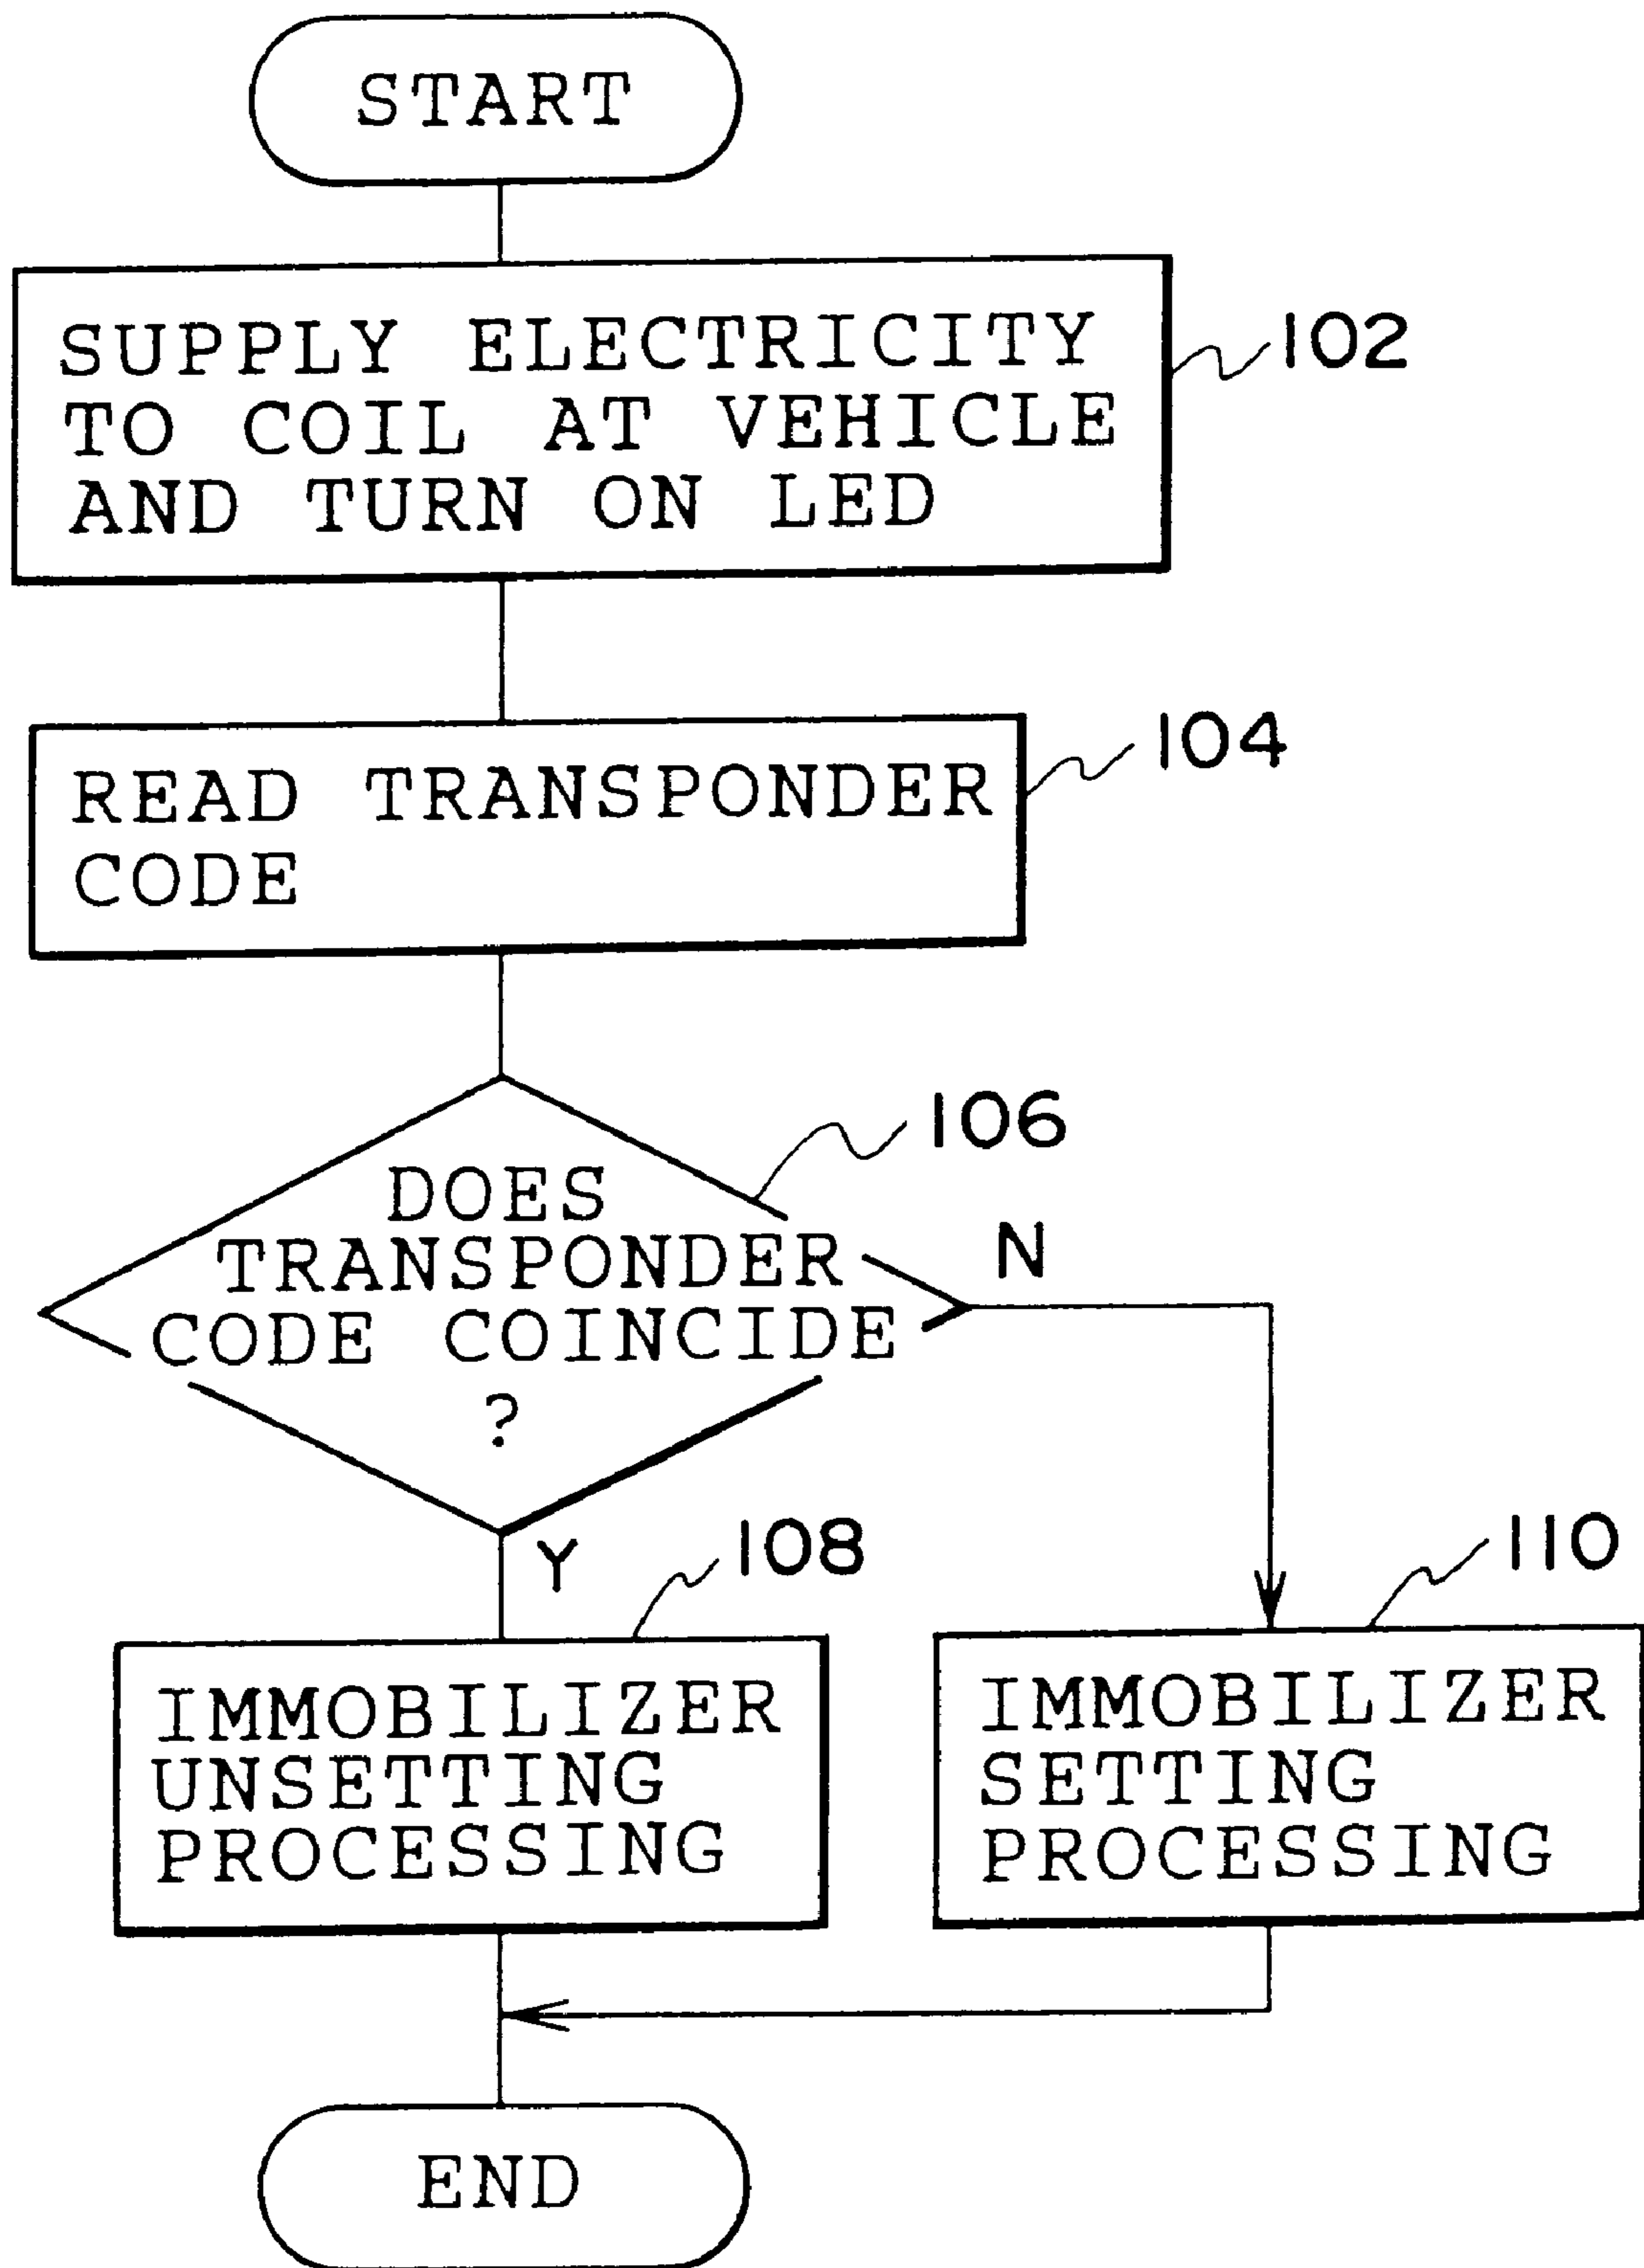 START
SUPPLY ELECTRICITY
TO COIL AT VEHICLE
AND TURN ON LED
102
READ TRANSPONDER
CODE
104
106
DOES
TRANSPONDER
CODE COINCIDE
?
N
Y
108
IMMOBILIZER
UNSETTING
PROCESSING
110
IMMOBILIZER
SETTING
PROCESSING
END